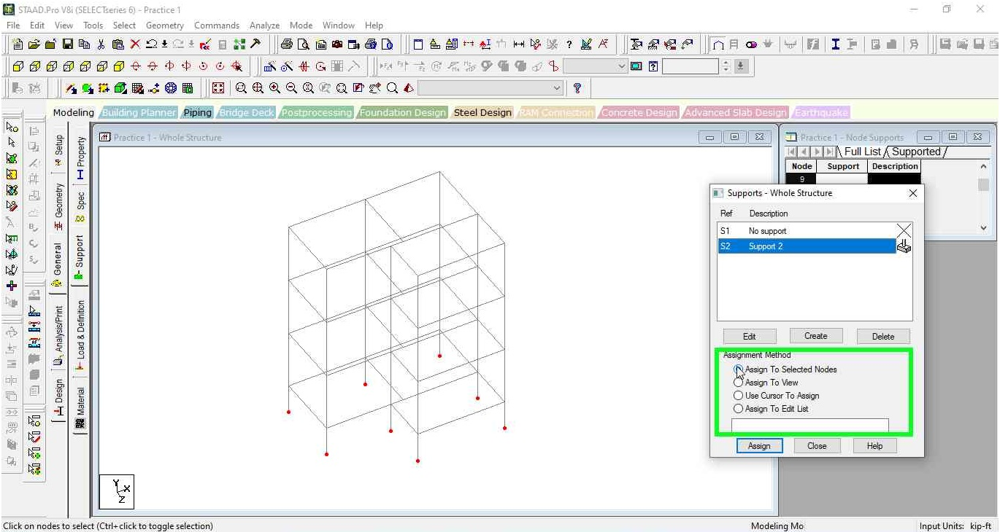 STAAD.Pro V8i (SELECTseries 6) - Practice 1
File Edit View Tools Select Geometry Commands Analyze Mode Window Help
Modeling Building Planner Piping Bridge Deck Postprocessing Foundation Design Steel Design RAM Connection Concrete Design Advanced Slab Design Earthquake
Setup
Geometry
General
Analysis/Print
Design
Property
Spec
Support
Load & Definition
Material
Practice 1 - Whole Structure
Y
X
Z
Practice 1 - Node Supports
Full List Supported
Node Support Description
9
Supports - Whole Structure
Ref Description
S1 No support
S2 Support 2
Edit Create Delete
Assignment Method
Assign To Selected Nodes
Assign To View
Use Cursor To Assign
Assign To Edit List
Assign Close Help
Click on nodes to select (Ctrl+click to toggle selection) Modeling Mo Input Units: kip-ft